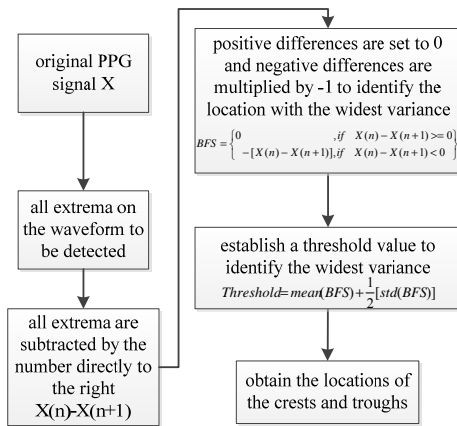 original PPG
signal X
all extrema on
the waveform to
be detected
all extrema are
subtracted by the
number directly to
the right
X(n)-X(n+1)
positive differences are set to 0
and negative differences are
multiplied by -1 to identify the
location with the widest variance
BFS = {0 ,if X(n)-X(n+1)>=0}
{-[X(n)-X(n+1)],if X(n)-X(n+1)<0}
establish a threshold value to
identify the widest variance
Threshold=mean(BFS)+1/2[std(BFS)]
obtain the locations of
the crests and troughs